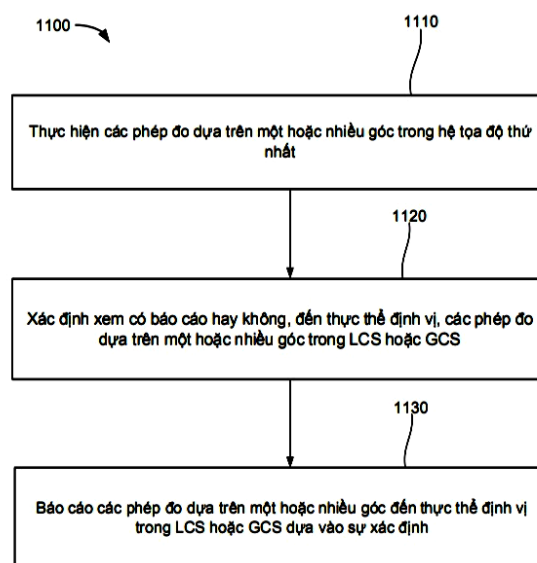 1100
1110
Thực hiện các phép đo dựa trên một hoặc nhiều góc trong hệ tọa độ thứ
nhất
1120
Xác định xem có báo cáo hay không, đến thực thể định vị, các phép đo
dựa trên một hoặc nhiều góc trong LCS hoặc GCS
1130
Báo cáo các phép đo dựa trên một hoặc nhiều góc đến thực thể định vị
trong LCS hoặc GCS dựa vào sự xác định